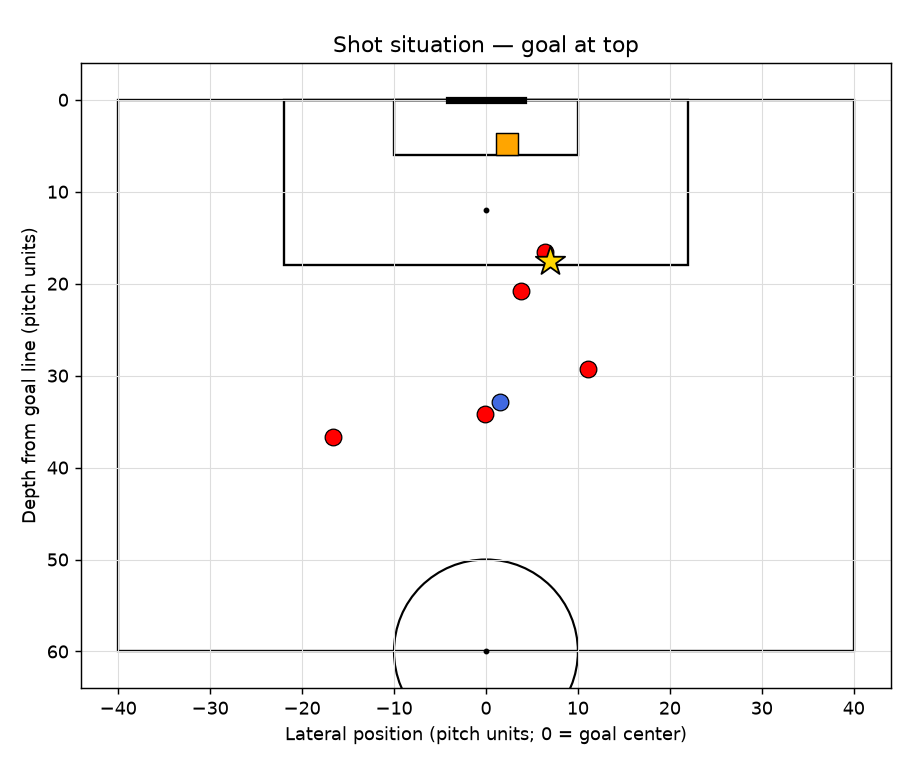 Shot situation — goal at top
Depth from goal line (pitch units)
0
10
20
30
40
50
60
−40 −30 −20 −10 0 10 20 30 40
Lateral position (pitch units; 0 = goal center)